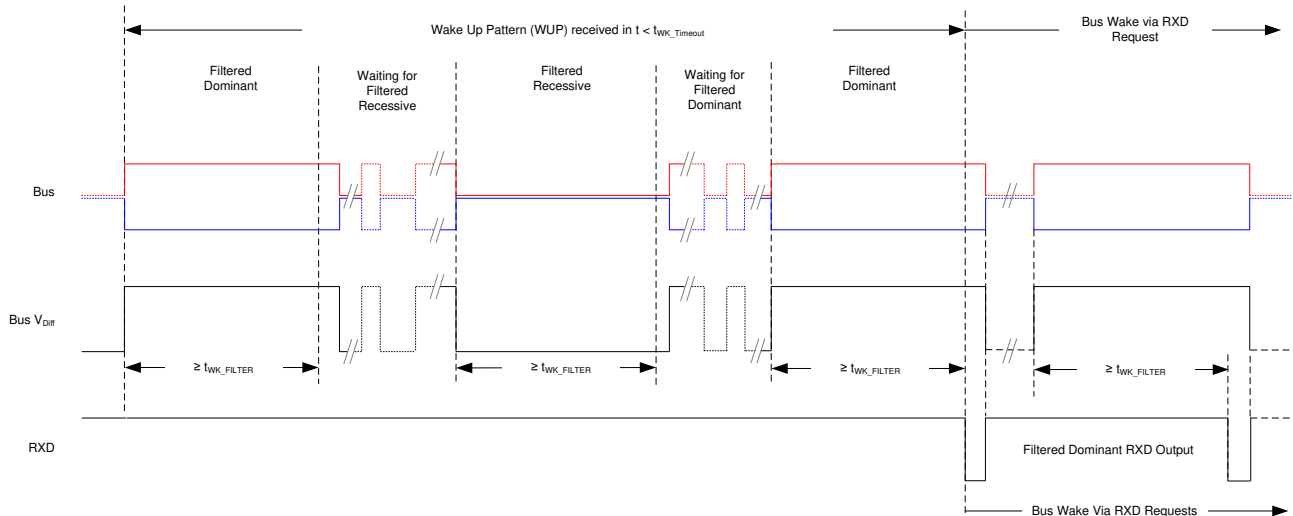 Wake Up Pattern (WUP) received in t < tWK_Timeout
Bus Wake via RXD
Request
Filtered
Dominant
Waiting for
Filtered
Recessive
Filtered
Recessive
Waiting for
Filtered
Dominant
Filtered
Dominant
Bus
Bus VDiff
≥ tWK_FILTER
≥ tWK_FILTER
≥ tWK_FILTER
≥ tWK_FILTER
RXD
Filtered Dominant RXD Output
Bus Wake Via RXD Requests